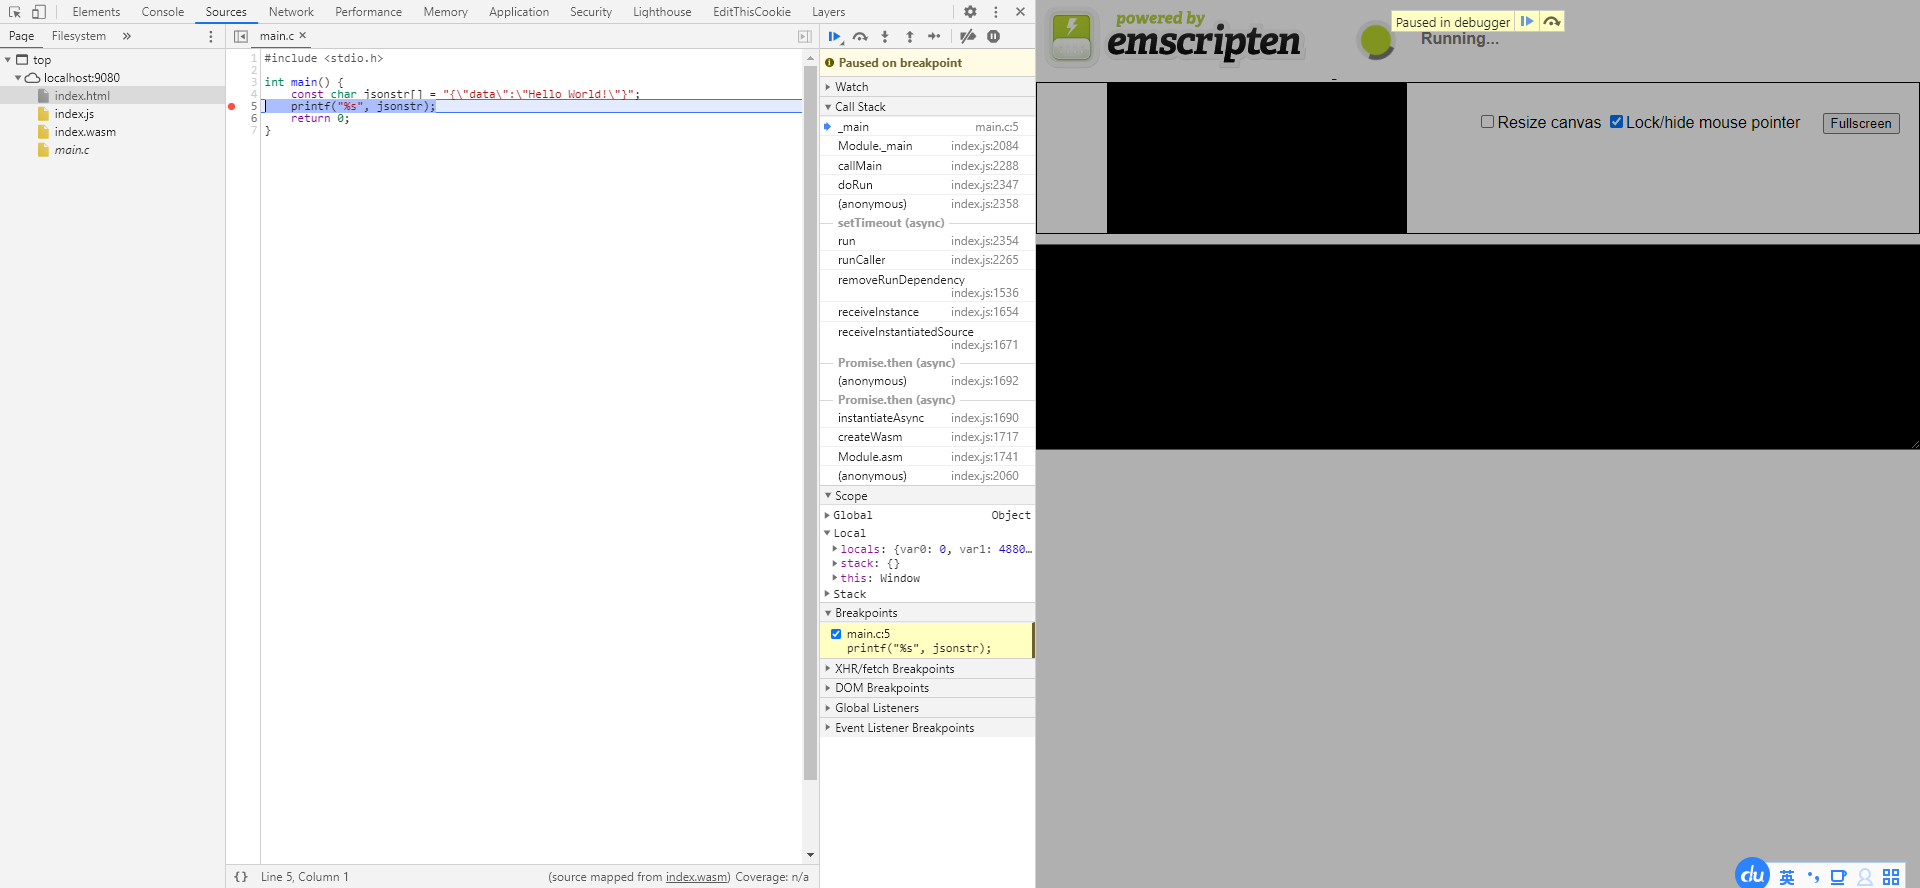 Elements Console Sources Network Performance Memory Application Security Lighthouse EditThisCookie Layers
Page Filesystem »
top
localhost:9080
index.html
index.js
index.wasm
main.c
main.c ×
1 #include <stdio.h>
2
3 int main() {
4 const char jsonstr[] = "{\"data\":\"Hello World!\"}";
5 printf("%s", jsonstr);
6 return 0;
7 }
{} Line 5, Column 1 (source mapped from index.wasm) Coverage: n/a
Paused on breakpoint
Watch
Call Stack
_main main.c:5
Module._main index.js:2084
callMain index.js:2288
doRun index.js:2347
(anonymous) index.js:2358
setTimeout (async)
run index.js:2354
runCaller index.js:2265
removeRunDependency
index.js:1536
receiveInstance index.js:1654
receiveInstantiatedSource
index.js:1671
Promise.then (async)
(anonymous) index.js:1692
Promise.then (async)
instantiateAsync index.js:1690
createWasm index.js:1717
Module.asm index.js:1741
(anonymous) index.js:2060
Scope
Global Object
Local
locals: {var0: 0, var1: 4880…
stack: {}
this: Window
Stack
Breakpoints
main.c:5
printf("%s", jsonstr);
XHR/fetch Breakpoints
DOM Breakpoints
Global Listeners
Event Listener Breakpoints
powered by
emscripten
Paused in debugger
Running...
Resize canvas Lock/hide mouse pointer Fullscreen
du 英